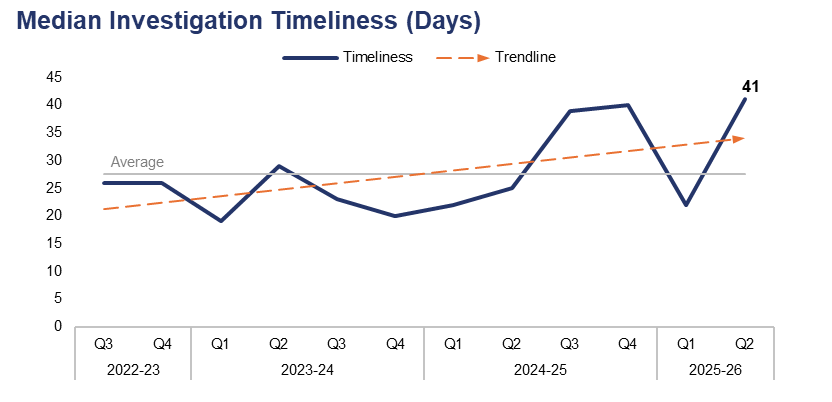 Median Investigation Timeliness (Days)
Timeliness Trendline
45
40
35
30
25
20
15
10
5
0
Average
41
Q3 Q4 Q1 Q2 Q3 Q4 Q1 Q2 Q3 Q4 Q1 Q2
2022-23 2023-24 2024-25 2025-26